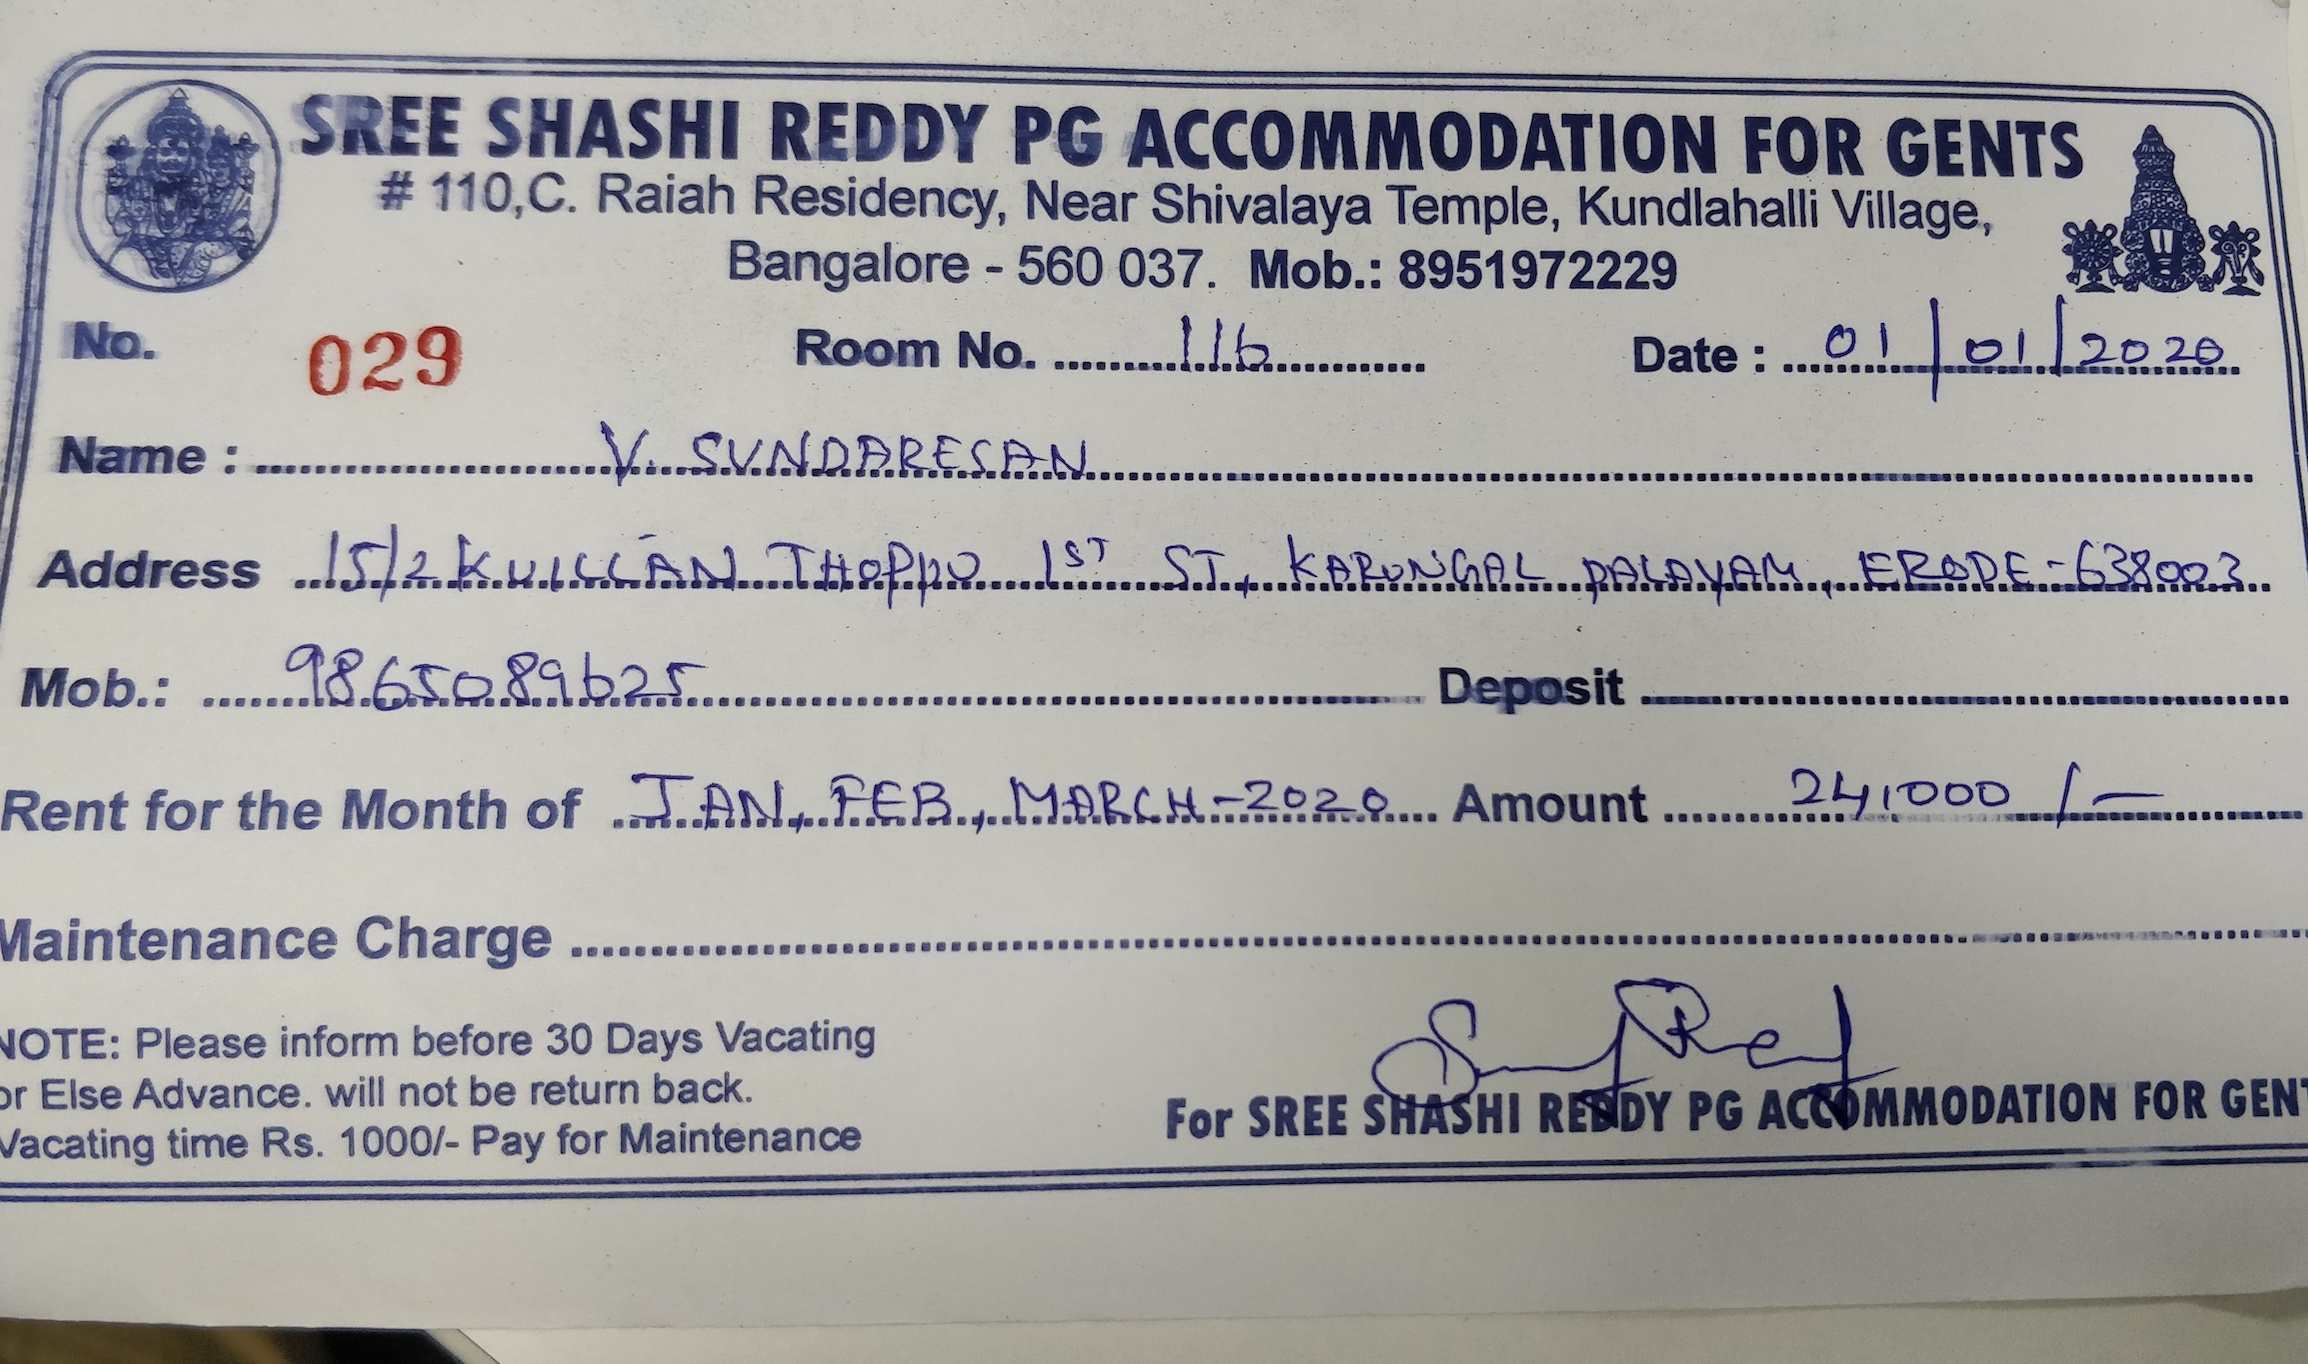 SREE SHASHI REDDY PG ACCOMMODATION FOR GENTS
# 110,C. Raiah Residency, Near Shivalaya Temple, Kundlahalli Village,
Bangalore - 560 037. Mob.: 8951972229
No. 029 Room No. 116 Date : 01/01/2020
Name : V. SUNDARESAN
Address 15/2 KUILLAN THOPPU 1ST ST, KARUNGAL PALAYAM, ERODE-638003
Mob.: 9865089625 Deposit
Rent for the Month of JAN, FEB, MARCH-2020 Amount 24,000/-
Maintenance Charge
NOTE: Please inform before 30 Days Vacating
or Else Advance. will not be return back.
Vacating time Rs. 1000/- Pay for Maintenance
For SREE SHASHI REDDY PG ACCOMMODATION FOR GENT